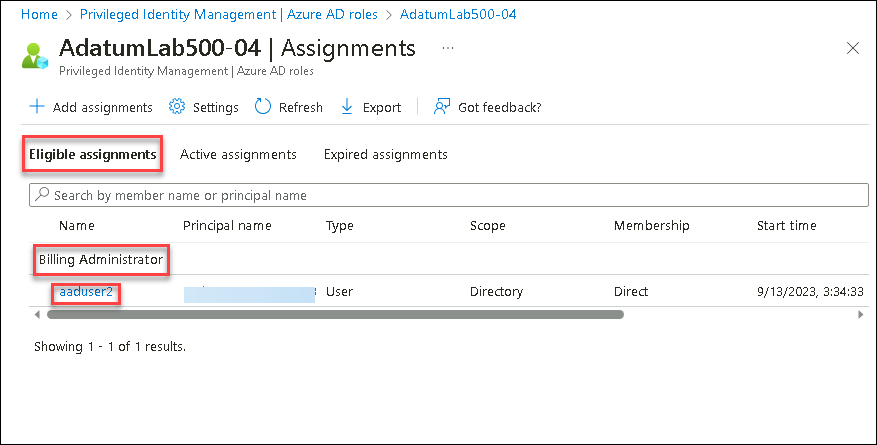 Home > Privileged Identity Management | Azure AD roles > AdatumLab500-04
AdatumLab500-04 | Assignments ...
Privileged Identity Management | Azure AD roles
Add assignments Settings Refresh Export Got feedback?
Eligible assignments Active assignments Expired assignments
Search by member name or principal name
Name Principal name Type Scope Membership Start time
Billing Administrator
aaduser2 User Directory Direct 9/13/2023, 3:34:33
Showing 1 - 1 of 1 results.